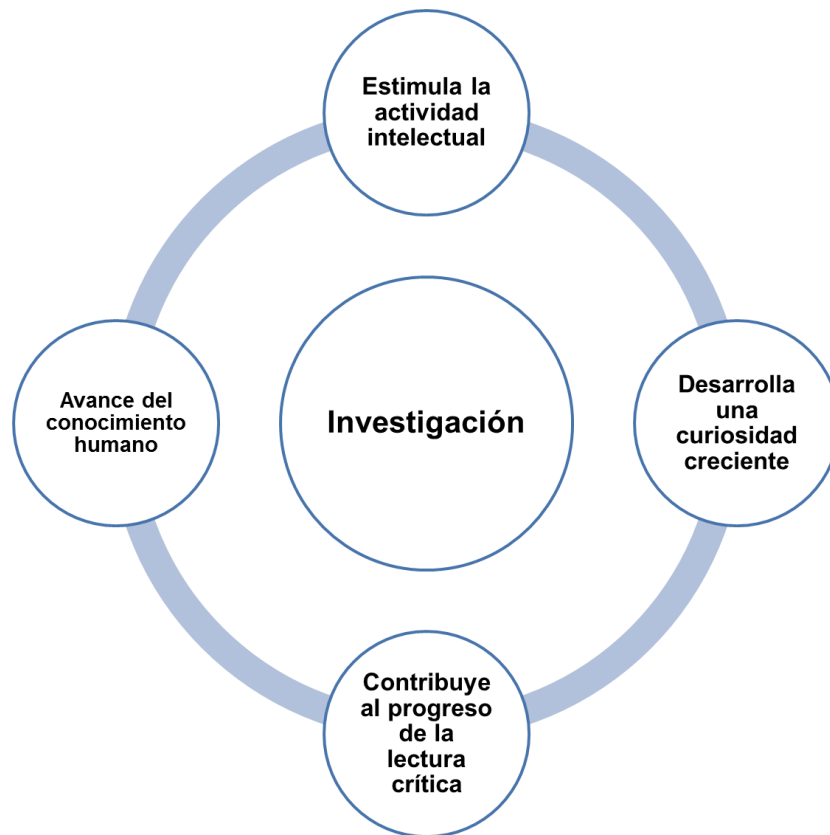 Estimula la
actividad
intelectual
Desarrolla
una
curiosidad
creciente
Contribuye
al progreso
de la
lectura
crítica
Avance del
conocimiento
humano
Investigación